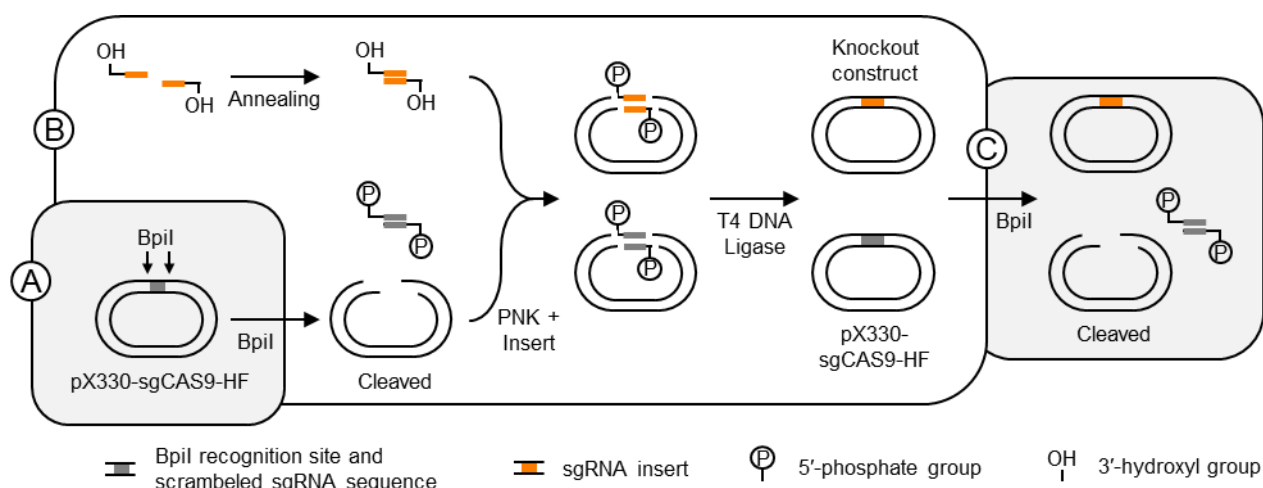 OH
OH
Annealing
OH
OH
P
P
Knockout
construct
B
C
P
P
BpiI
A
pX330-sgCAS9-HF
BpiI
Cleaved
PNK +
Insert
P
P
T4 DNA
Ligase
pX330-
sgCAS9-HF
BpiI
P
P
Cleaved
BpiI recognition site and
scrambeled sgRNA sequence
sgRNA insert
P
5′-phosphate group
OH
3′-hydroxyl group